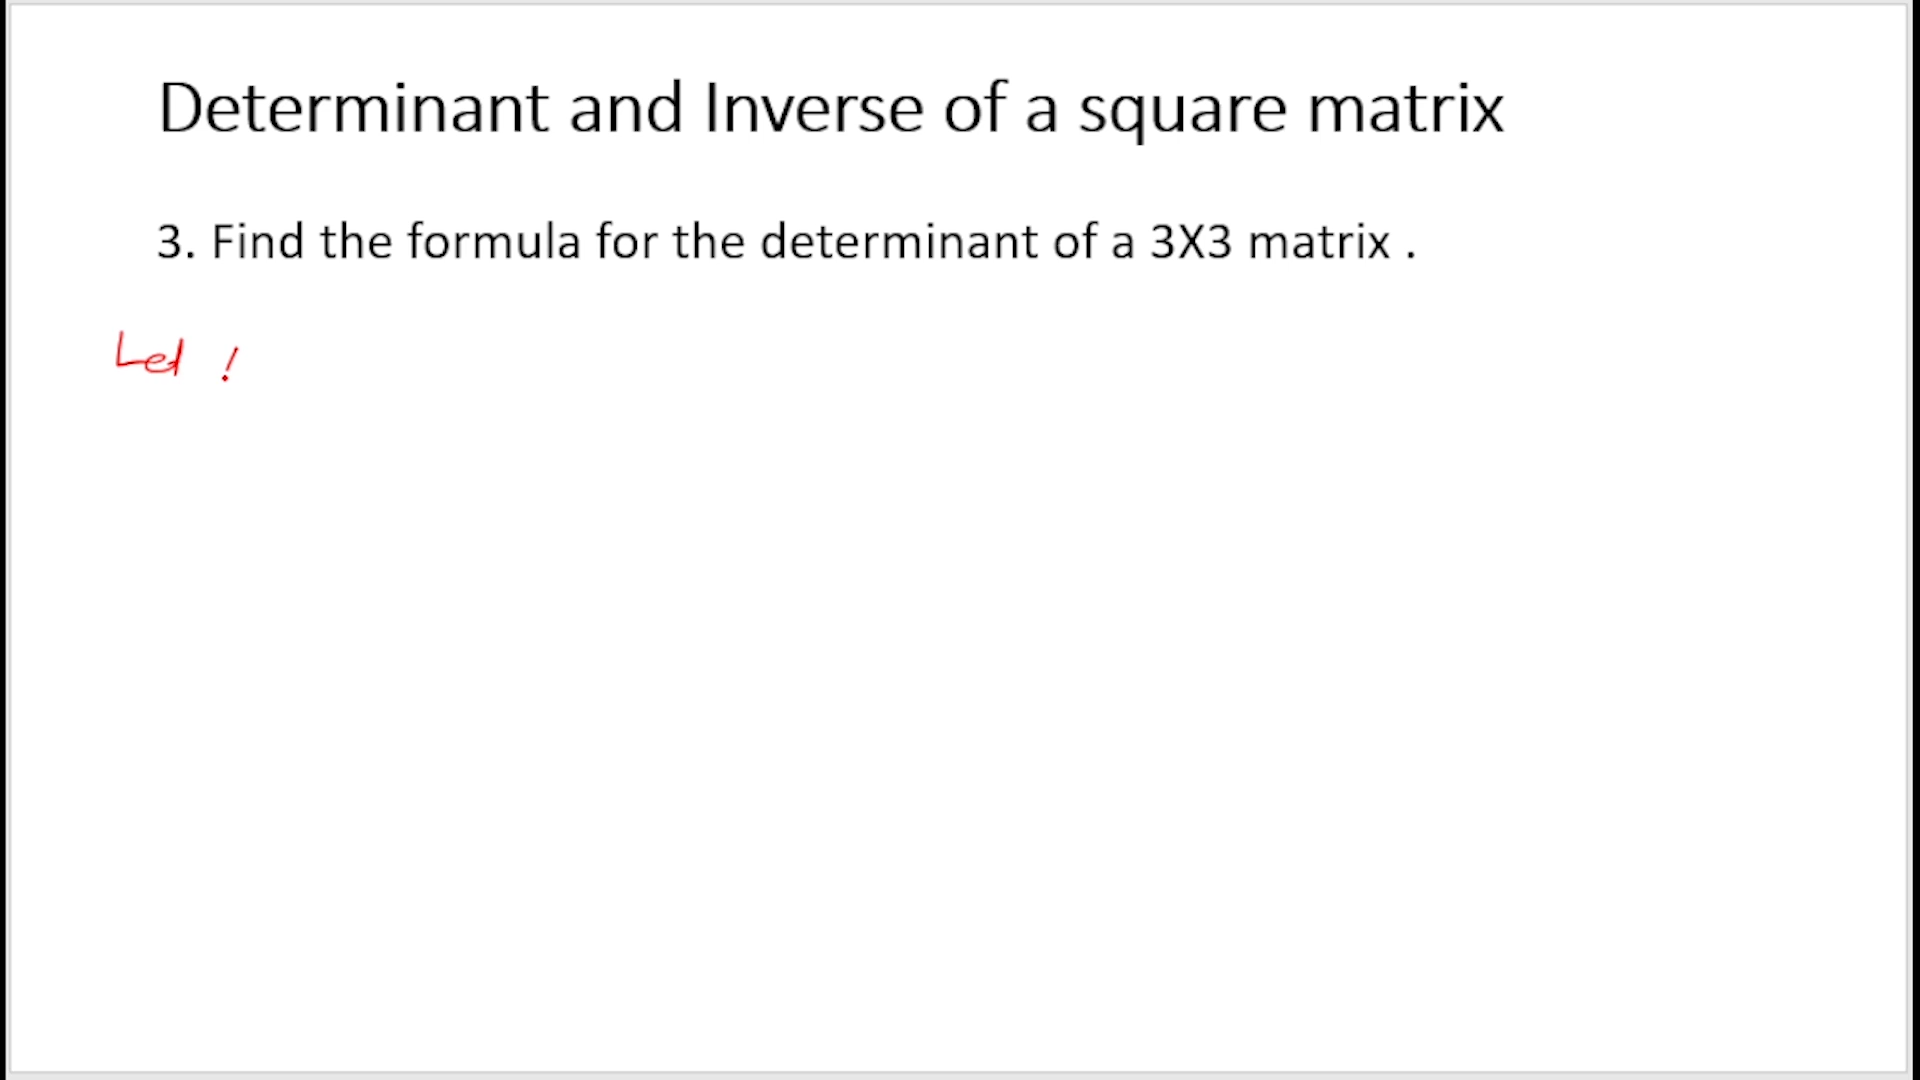 Determinant and Inverse of a square matrix
3. Find the formula for the determinant of a 3X3 matrix .
Let